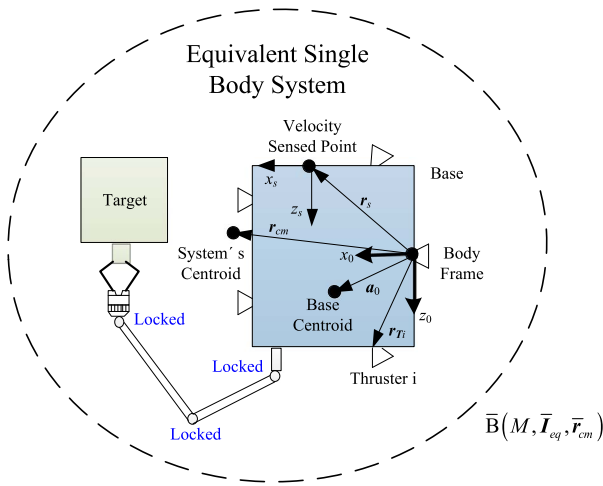 Equivalent Single
Body System
Velocity
Sensed Point
Base
Target
x_s
z_s
r_s
r_cm
System´s
Centroid
x_0
Body
Frame
a_0
Base
Centroid
z_0
r_Ti
Locked
Locked
Thruster i
Locked
B̅(M, I̅_eq, r̅_cm)